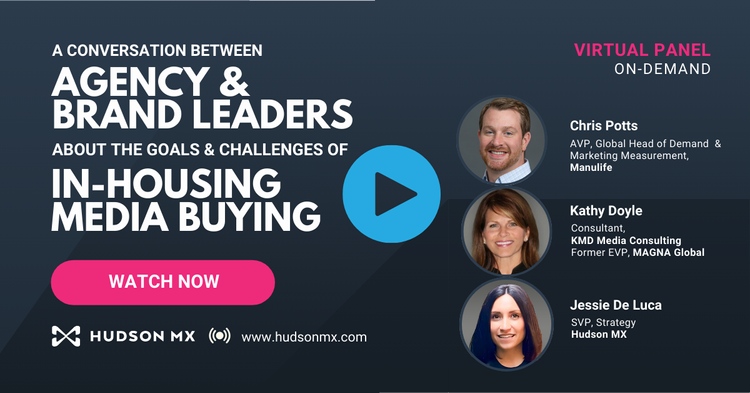 A CONVERSATION BETWEEN
AGENCY &
BRAND LEADERS
ABOUT THE GOALS & CHALLENGES OF
IN-HOUSING
MEDIA BUYING
WATCH NOW
HUDSON MX
www.hudsonmx.com
VIRTUAL PANEL
ON-DEMAND
Chris Potts
AVP, Global Head of Demand &
Marketing Measurement,
Manulife
Kathy Doyle
Consultant,
KMD Media Consulting
Former EVP, MAGNA Global
Jessie De Luca
SVP, Strategy
Hudson MX